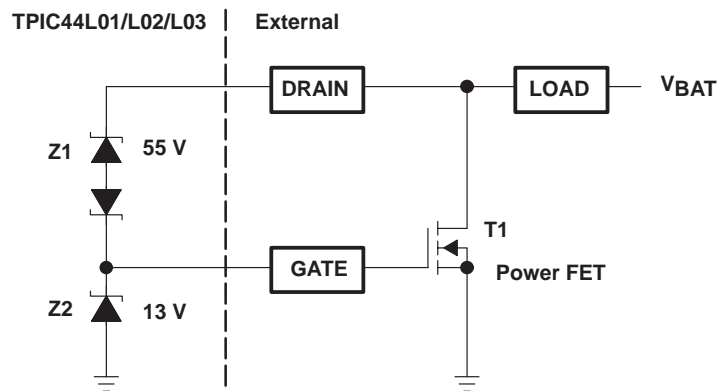 TPIC44L01/L02/L03
External
DRAIN
LOAD
VBAT
Z1
55 V
T1
GATE
Power FET
Z2
13 V